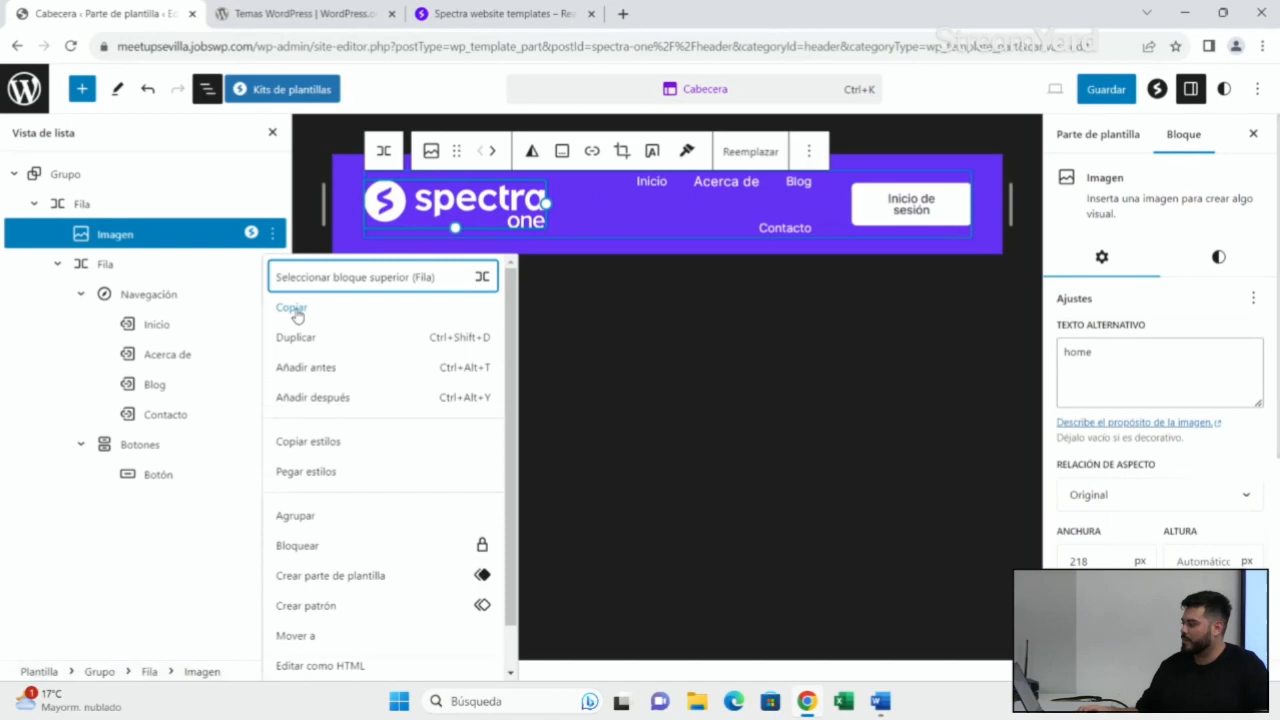 Cabecera ‹ Parte de plantilla ‹ Ed
Temas WordPress | WordPress.o
Spectra website templates – Rea
StreamYard
meetupsevilla.jobswp.com/wp-admin/site-editor.php?postType=wp_template_part&postId=spectra-one%2F%2Fheader&categoryId=header&categoryType=wp_template_part&canvas=edit
Kits de plantillas
Cabecera
Ctrl+K
Guardar
Vista de lista
Grupo
Fila
Imagen
Fila
Navegación
Inicio
Acerca de
Blog
Contacto
Botones
Botón
Reemplazar
spectra
one
Inicio
Acerca de
Blog
Contacto
Inicio de
sesión
Seleccionar bloque superior (Fila)
Copiar
Duplicar
Ctrl+Shift+D
Añadir antes
Ctrl+Alt+T
Añadir después
Ctrl+Alt+Y
Copiar estilos
Pegar estilos
Agrupar
Bloquear
Crear parte de plantilla
Crear patrón
Mover a
Editar como HTML
Parte de plantilla
Bloque
Imagen
Inserta una imagen para crear algo
visual.
Ajustes
TEXTO ALTERNATIVO
home
Describe el propósito de la imagen.
Déjalo vacío si es decorativo.
RELACIÓN DE ASPECTO
Original
ANCHURA
ALTURA
218
px
Automático
px
Plantilla
Grupo
Fila
Imagen
1
17°C
Mayorm. nublado
Búsqueda